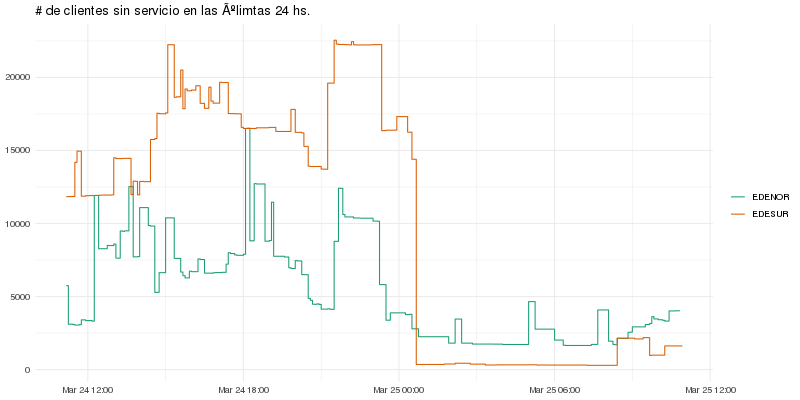 # de clientes sin servicio en las Ãºlimtas 24 hs.
20000
15000
10000
5000
0
Mar 24 12:00 Mar 24 18:00 Mar 25 00:00 Mar 25 06:00 Mar 25 12:00
EDENOR
EDESUR